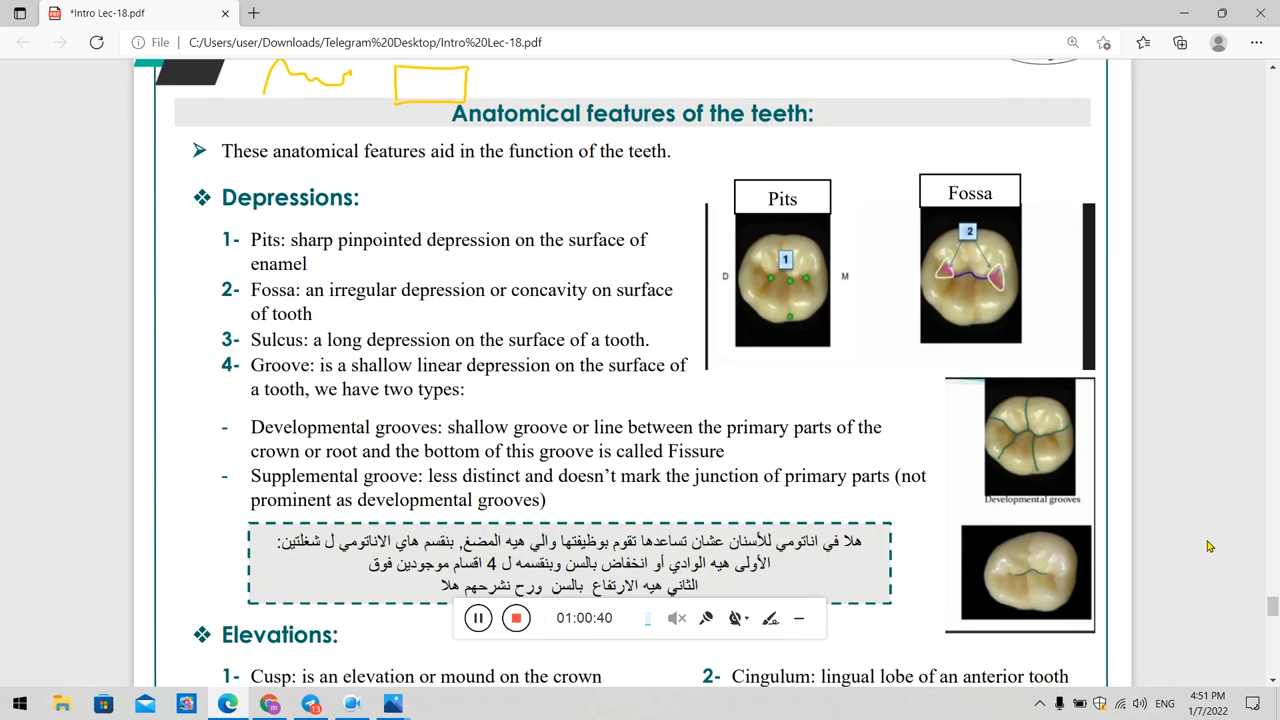 *Intro Lec-18.pdf
File
C:/Users/user/Downloads/Telegram%20Desktop/Intro%20Lec-18.pdf
Anatomical features of the teeth:
➢ These anatomical features aid in the function of the teeth.
❖ Depressions:
1- Pits: sharp pinpointed depression on the surface of
enamel
2- Fossa: an irregular depression or concavity on surface
of tooth
3- Sulcus: a long depression on the surface of a tooth.
4- Groove: is a shallow linear depression on the surface of
a tooth, we have two types:
Pits
1
D
M
Fossa
2
- Developmental grooves: shallow groove or line between the primary parts of the
crown or root and the bottom of this groove is called Fissure
- Supplemental groove: less distinct and doesn’t mark the junction of primary parts (not
prominent as developmental grooves)
Developmental grooves
هلا في اناتومي للأسنان عشان تساعدها تقوم بوظيفتها والي هيه المضغ, بنقسم هاي الاناتومي ل شغلتين:
الأولى هيه الوادي أو انخفاض بالسن وبنقسمه ل 4 اقسام موجودين فوق
الثاني هيه الارتفاع بالسن ورح نشرحهم هلا
01:00:40
❖ Elevations:
1- Cusp: is an elevation or mound on the crown
2- Cingulum: lingual lobe of an anterior tooth
13
ENG
4:51 PM
1/7/2022